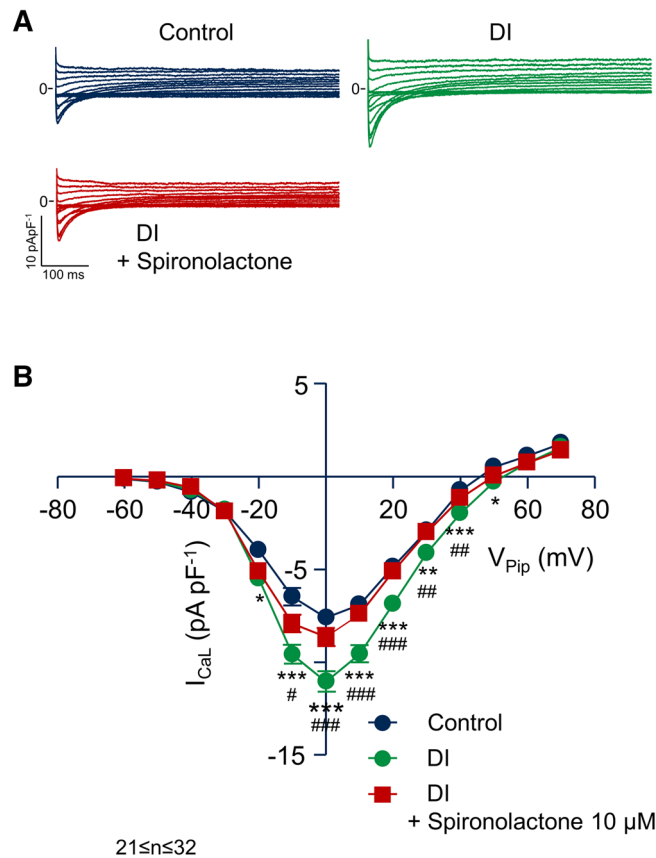 A
Control
DI
0-
0-
0-
10 pApF⁻¹
100 ms
DI
+ Spironolactone
B
5
-80 -60 -40 -20 20 40 60 80
V_Pip (mV)
I_CaL (pA pF⁻¹)
-5
-15
*
***
#
***
###
***
###
***
###
**
##
***
##
*
Control
DI
DI
+ Spironolactone 10 µM
21≤n≤32